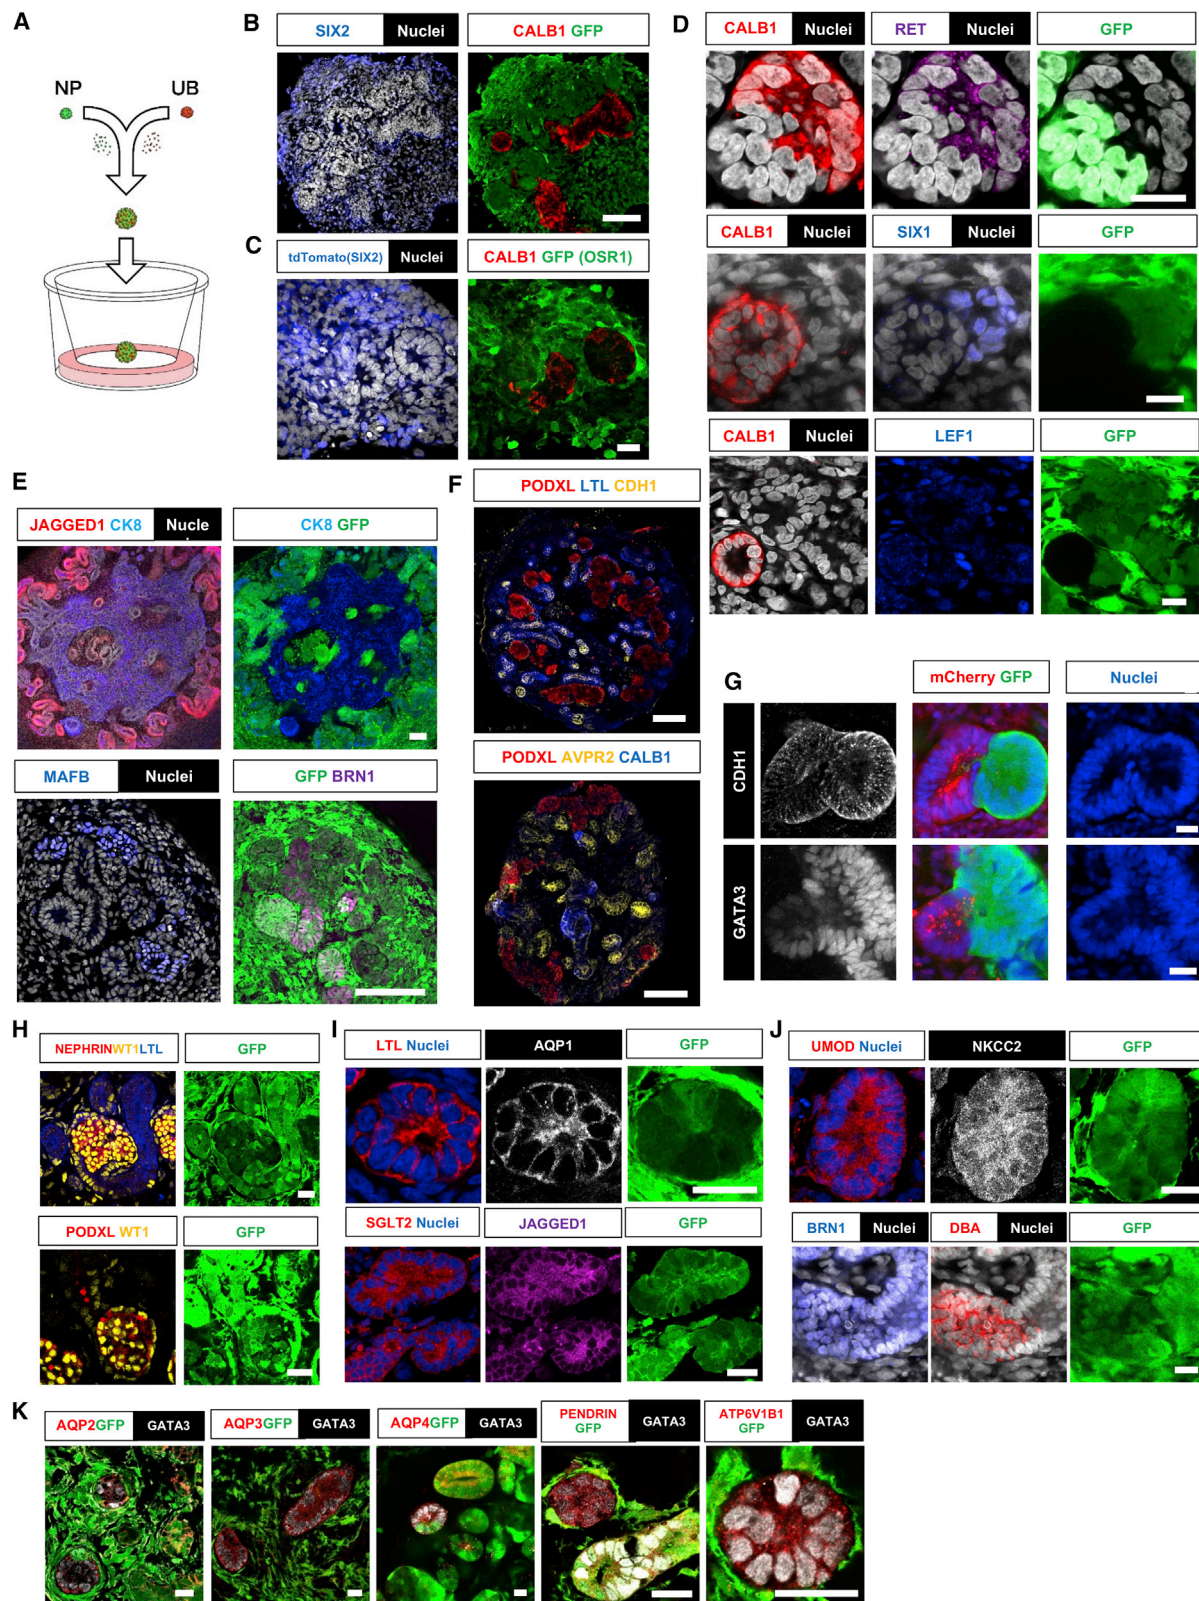 A
NP
UB
B
SIX2 Nuclei
CALB1 GFP
C
tdTomato(SIX2) Nuclei
CALB1 GFP (OSR1)
D
CALB1 Nuclei
RET Nuclei
GFP
CALB1 Nuclei
SIX1 Nuclei
GFP
CALB1 Nuclei
LEF1
GFP
E
JAGGED1 CK8 Nucle
CK8 GFP
MAFB Nuclei
GFP BRN1
F
PODXL LTL CDH1
PODXL AVPR2 CALB1
G
mCherry GFP
Nuclei
CDH1
GATA3
H
NEPHRINWT1LTL
GFP
PODXL WT1
GFP
I
LTL Nuclei
AQP1
GFP
SGLT2 Nuclei
JAGGED1
GFP
J
UMOD Nuclei
NKCC2
GFP
BRN1 Nuclei
DBA Nuclei
GFP
K
AQP2GFP GATA3
AQP3GFP GATA3
AQP4GFP GATA3
PENDRIN
GFP
GATA3
ATP6V1B1
GFP
GATA3